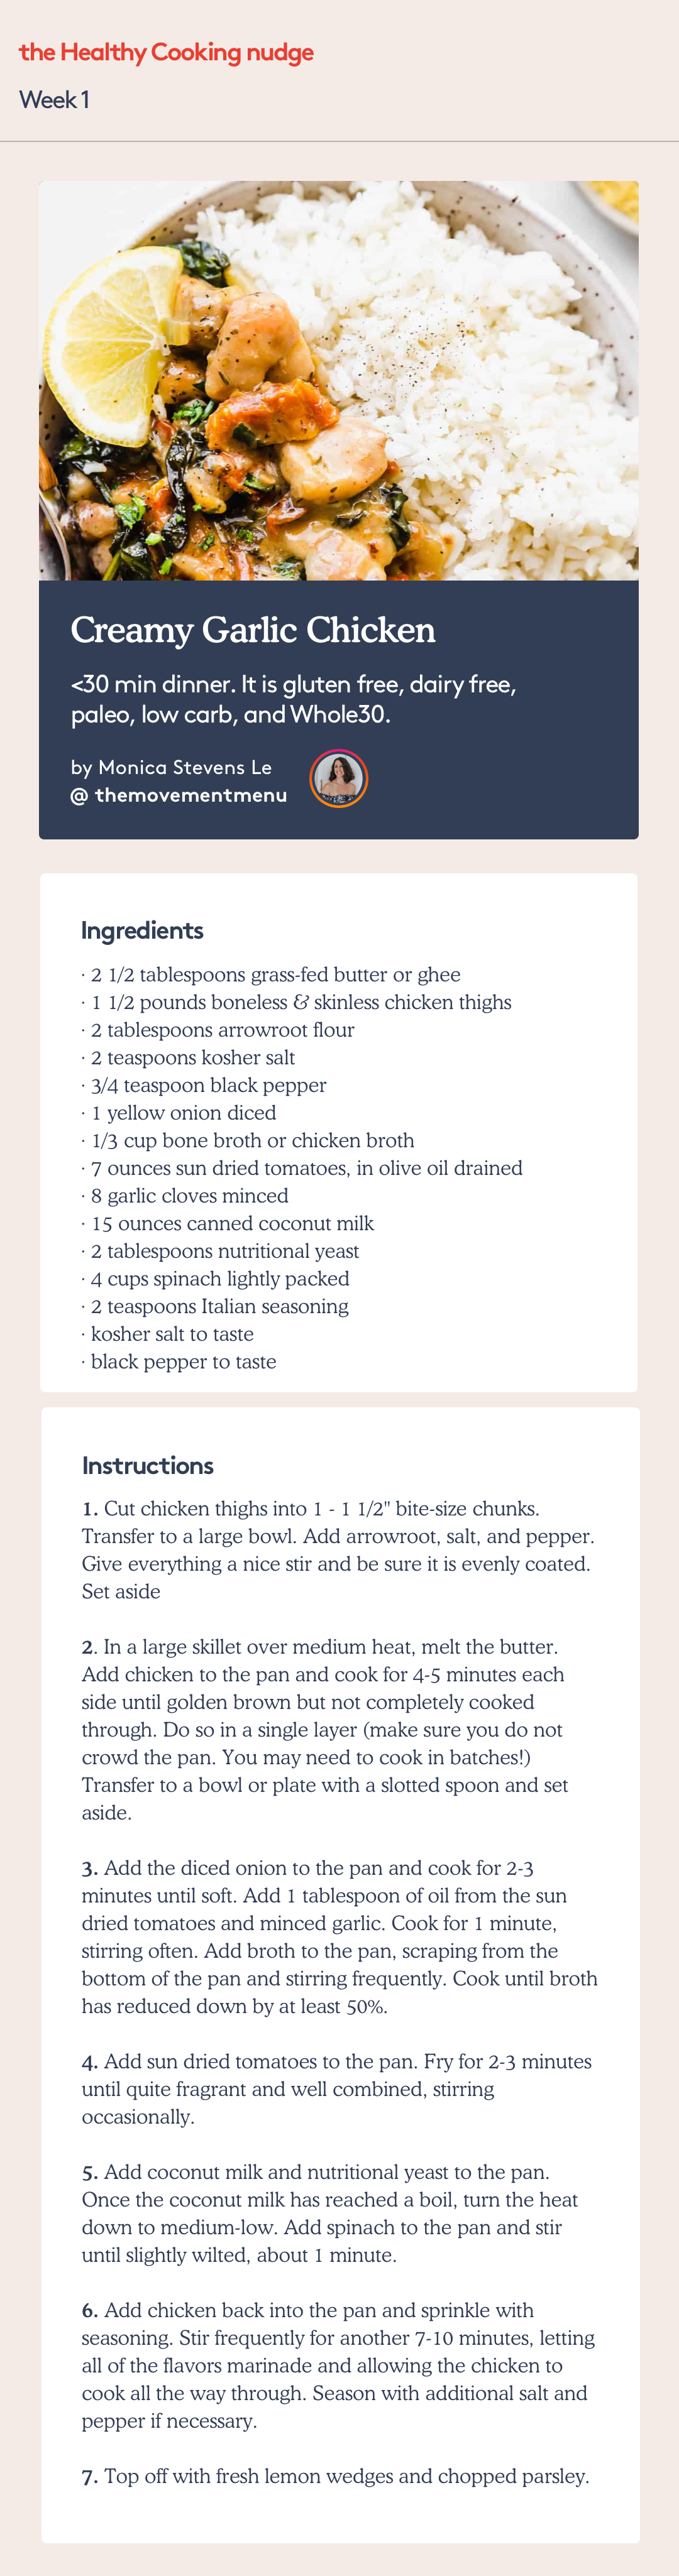 the Healthy Cooking nudge
Week 1
Creamy Garlic Chicken
<30 min dinner. It is gluten free, dairy free,
paleo, low carb, and Whole30.
by Monica Stevens Le
@ themovementmenu
Ingredients
· 2 1/2 tablespoons grass-fed butter or ghee
· 1 1/2 pounds boneless & skinless chicken thighs
· 2 tablespoons arrowroot flour
· 2 teaspoons kosher salt
· 3/4 teaspoon black pepper
· 1 yellow onion diced
· 1/3 cup bone broth or chicken broth
· 7 ounces sun dried tomatoes, in olive oil drained
· 8 garlic cloves minced
· 15 ounces canned coconut milk
· 2 tablespoons nutritional yeast
· 4 cups spinach lightly packed
· 2 teaspoons Italian seasoning
· kosher salt to taste
· black pepper to taste
Instructions
1. Cut chicken thighs into 1 - 1 1/2" bite-size chunks.
Transfer to a large bowl. Add arrowroot, salt, and pepper.
Give everything a nice stir and be sure it is evenly coated.
Set aside
2. In a large skillet over medium heat, melt the butter.
Add chicken to the pan and cook for 4-5 minutes each
side until golden brown but not completely cooked
through. Do so in a single layer (make sure you do not
crowd the pan. You may need to cook in batches!)
Transfer to a bowl or plate with a slotted spoon and set
aside.
3. Add the diced onion to the pan and cook for 2-3
minutes until soft. Add 1 tablespoon of oil from the sun
dried tomatoes and minced garlic. Cook for 1 minute,
stirring often. Add broth to the pan, scraping from the
bottom of the pan and stirring frequently. Cook until broth
has reduced down by at least 50%.
4. Add sun dried tomatoes to the pan. Fry for 2-3 minutes
until quite fragrant and well combined, stirring
occasionally.
5. Add coconut milk and nutritional yeast to the pan.
Once the coconut milk has reached a boil, turn the heat
down to medium-low. Add spinach to the pan and stir
until slightly wilted, about 1 minute.
6. Add chicken back into the pan and sprinkle with
seasoning. Stir frequently for another 7-10 minutes, letting
all of the flavors marinade and allowing the chicken to
cook all the way through. Season with additional salt and
pepper if necessary.
7. Top off with fresh lemon wedges and chopped parsley.